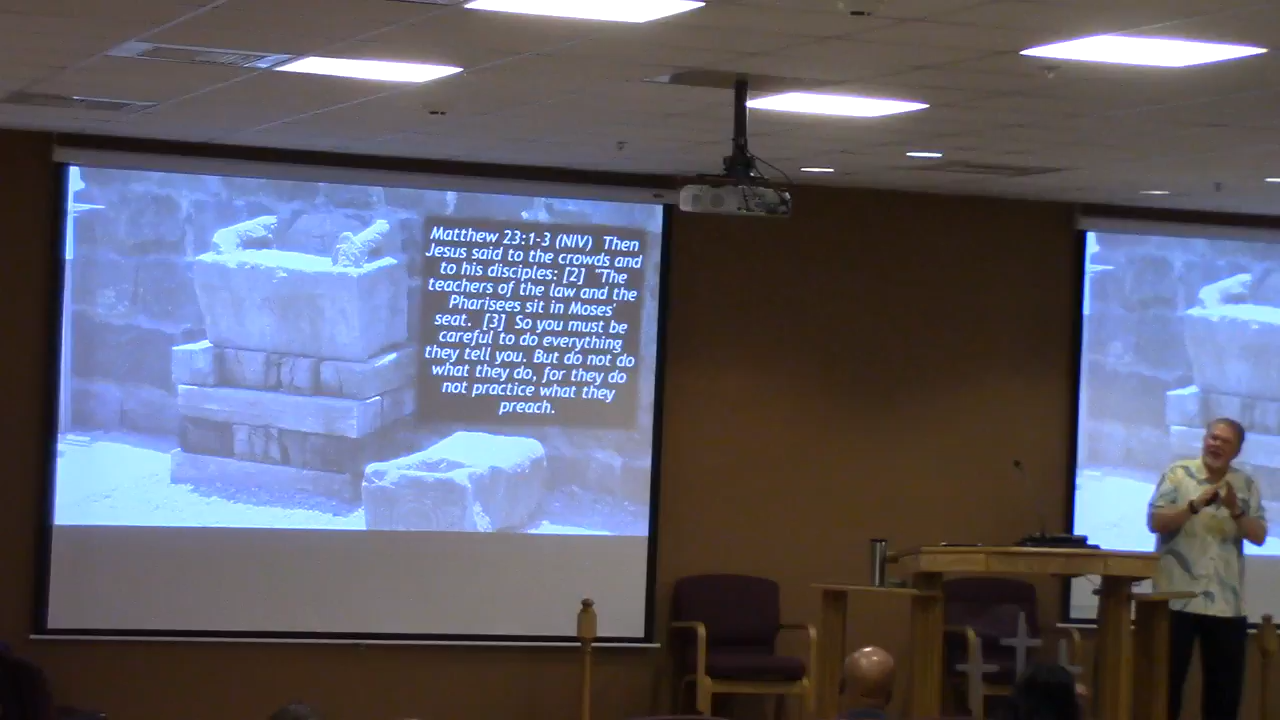 Matthew 23:1-3 (NIV) Then
Jesus said to the crowds and
to his disciples: [2] "The
teachers of the law and the
Pharisees sit in Moses'
seat. [3] So you must be
careful to do everything
they tell you. But do not do
what they do, for they do
not practice what they
preach.